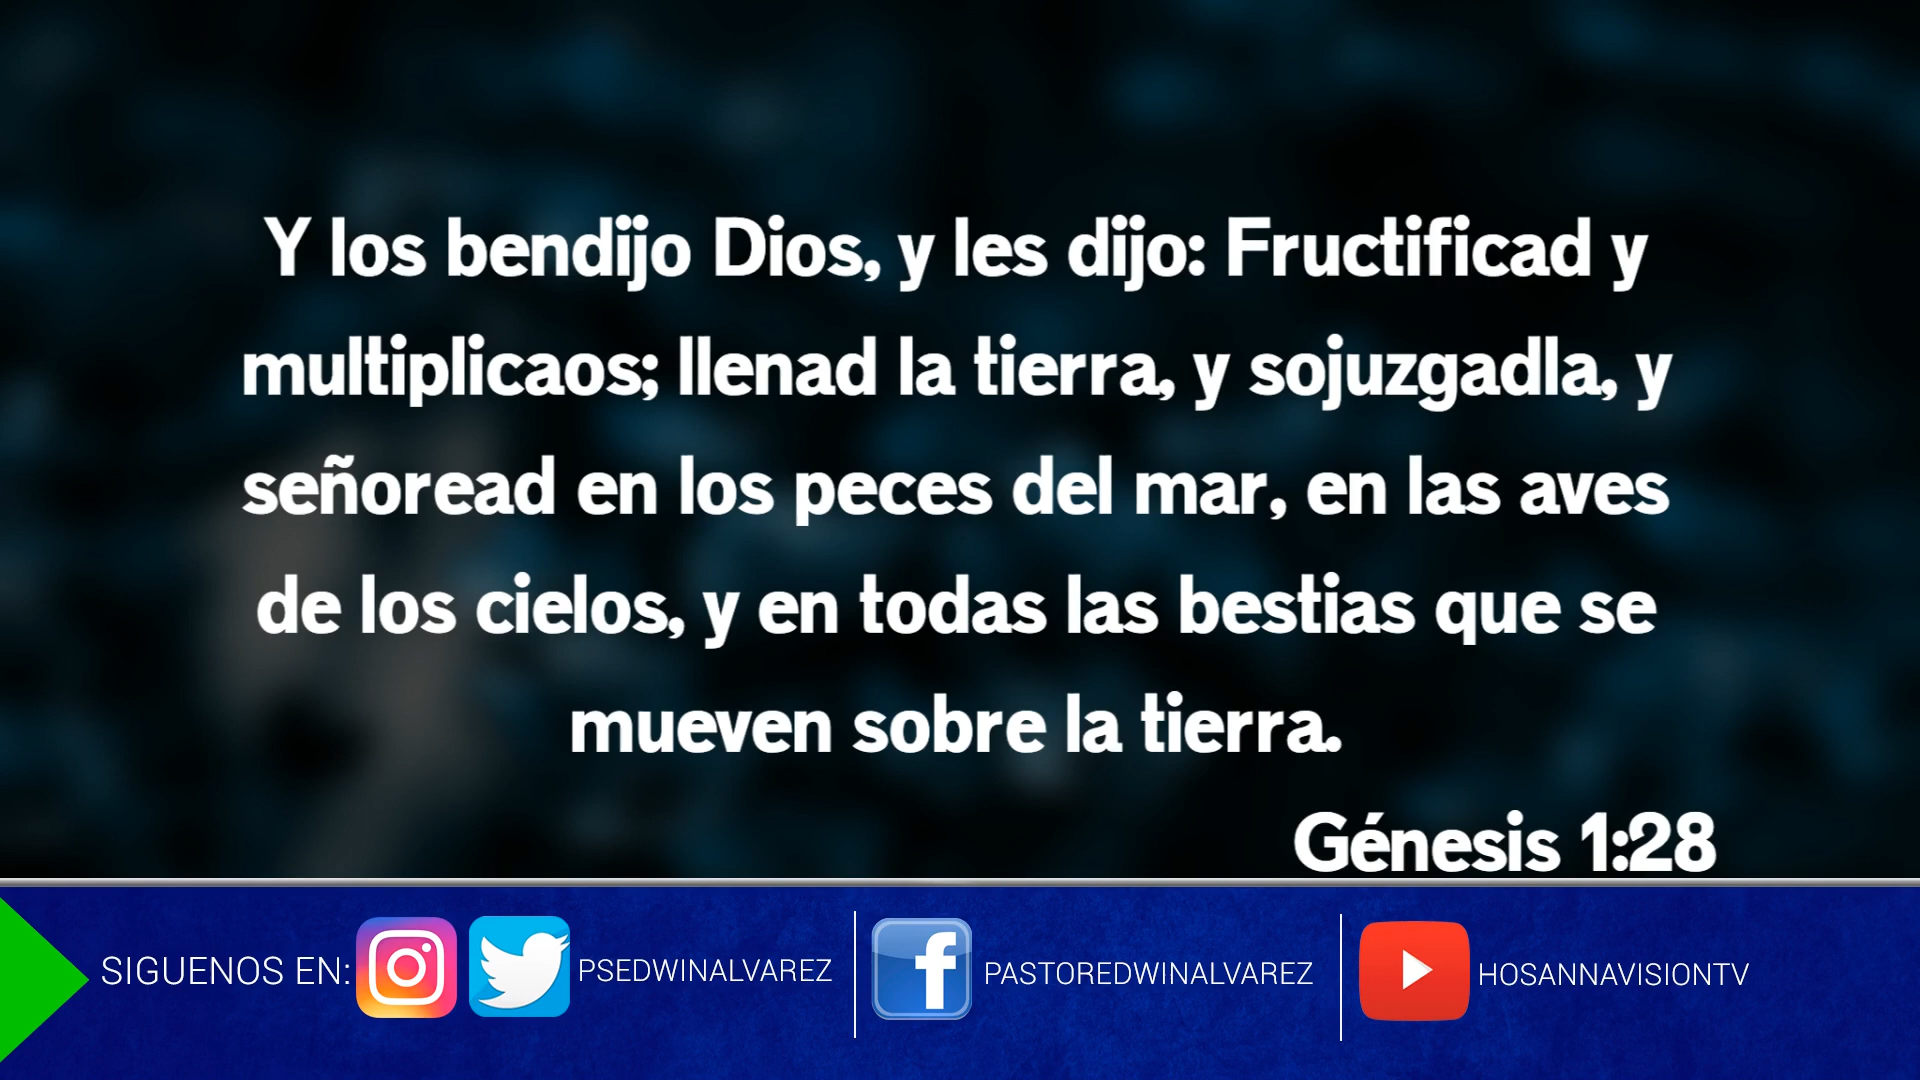 Y los bendijo Dios, y les dijo: Fructificad y
multiplicaos; llenad la tierra, y sojuzgadla, y
señoread en los peces del mar, en las aves
de los cielos, y en todas las bestias que se
mueven sobre la tierra.
Génesis 1:28
SIGUENOS EN: PSEDWINALVAREZ PASTOREDWINALVAREZ HOSANNAVISIONTV